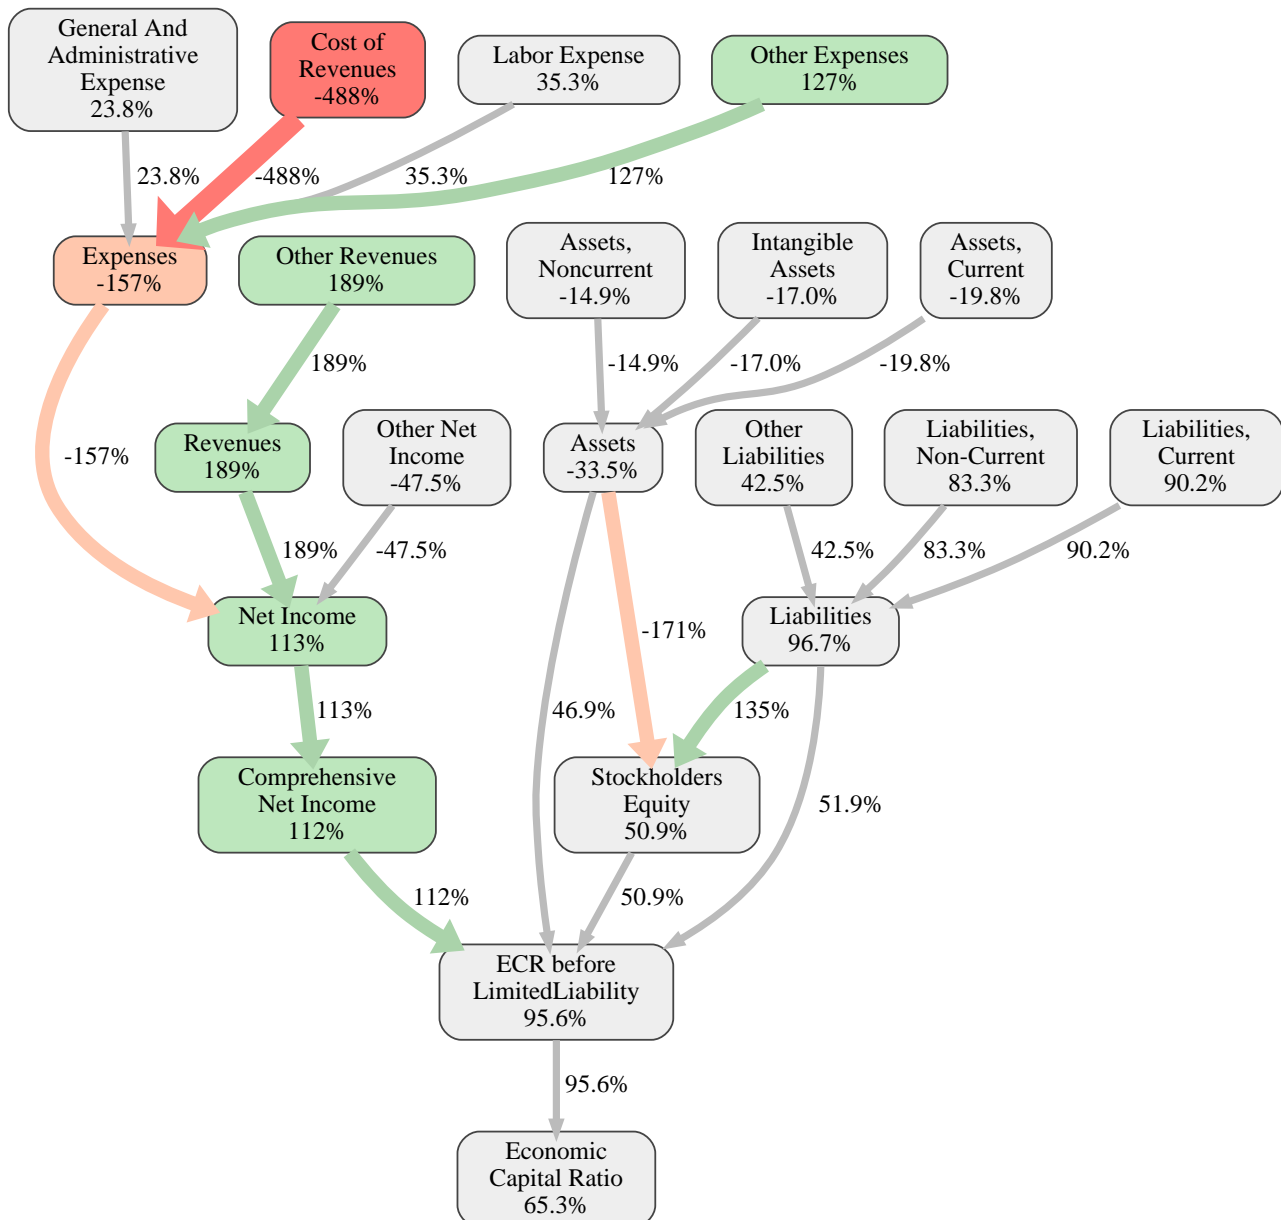 General And
Administrative
Expense
23.8%
Cost of
Revenues
-488%
Labor Expense
35.3%
Other Expenses
127%
23.8%
-488%
35.3%
127%
Expenses
-157%
Other Revenues
189%
Assets,
Noncurrent
-14.9%
Intangible
Assets
-17.0%
Assets,
Current
-19.8%
189%
-14.9%
-17.0%
-19.8%
-157%
Revenues
189%
Other Net
Income
-47.5%
Assets
-33.5%
Other
Liabilities
42.5%
Liabilities,
Non-Current
83.3%
Liabilities,
Current
90.2%
189%
-47.5%
42.5%
83.3%
90.2%
Net Income
113%
-171%
Liabilities
96.7%
113%
46.9%
135%
Comprehensive
Net Income
112%
Stockholders
Equity
50.9%
51.9%
112%
50.9%
ECR before
LimitedLiability
95.6%
95.6%
Economic
Capital Ratio
65.3%